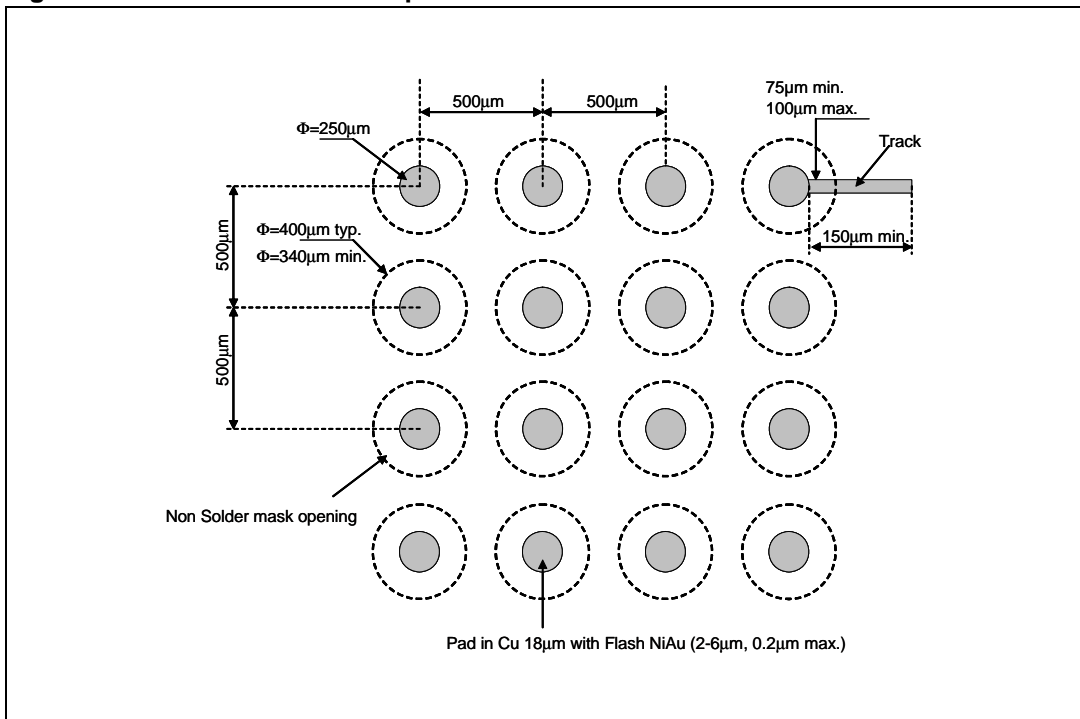 500μm
500μm
75μm min.
100μm max.
Φ=250μm
Track
Φ=400μm typ.
Φ=340μm min.
150μm min.
500μm
500μm
Non Solder mask opening
Pad in Cu 18μm with Flash NiAu (2-6μm, 0.2μm max.)